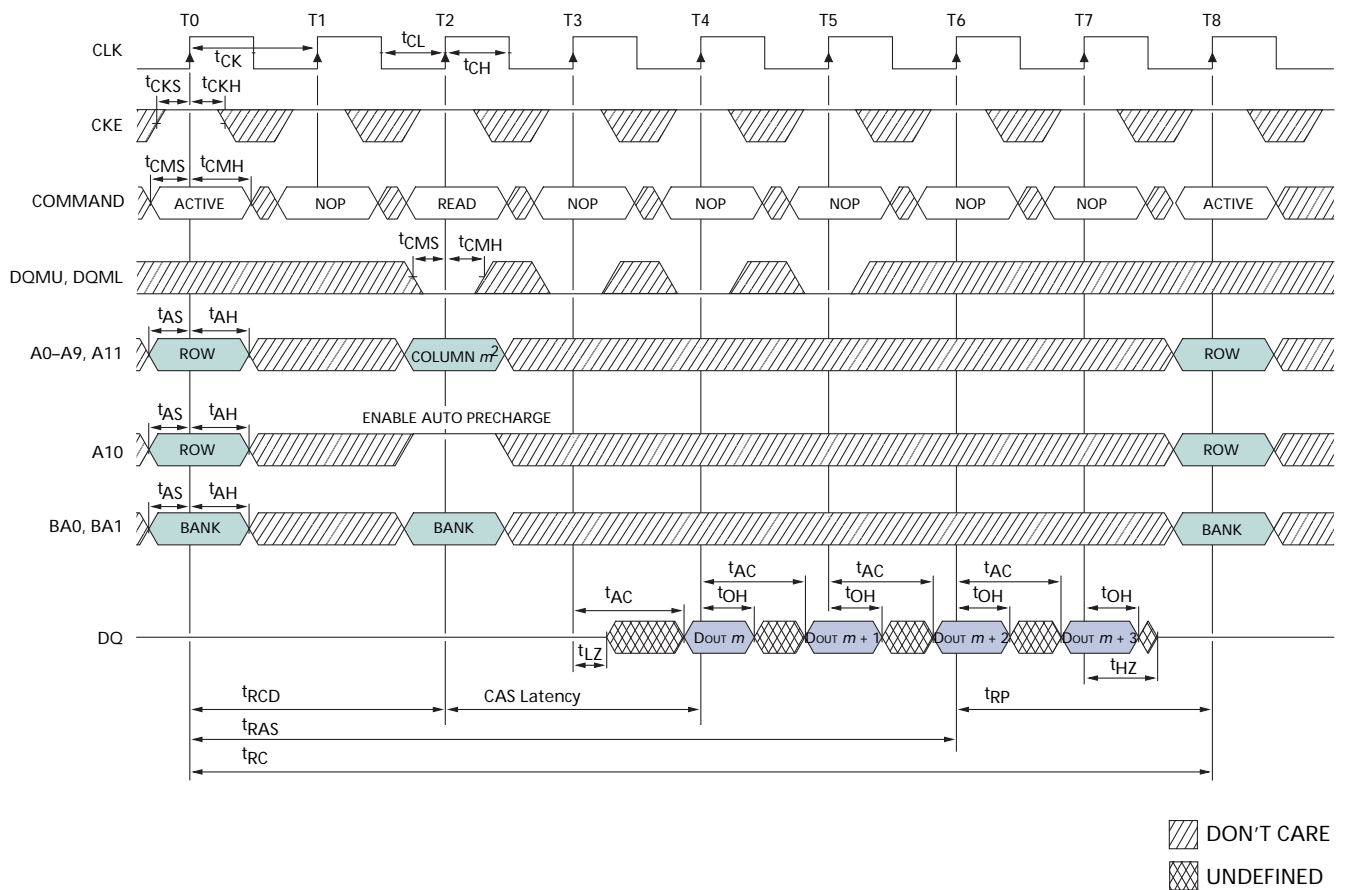 T0 T1 T2 T3 T4 T5 T6 T7 T8
CLK
tCK tCL tCH
tCKS tCKH
CKE
tCMS tCMH
COMMAND ACTIVE NOP READ NOP NOP NOP NOP NOP ACTIVE
tCMS tCMH
DQMU, DQML
tAS tAH
A0–A9, A11 ROW COLUMN m2 ROW
ENABLE AUTO PRECHARGE
tAS tAH
A10 ROW ROW
tAS tAH
BA0, BA1 BANK BANK BANK
tAC tAC tAC tAC
tOH tOH tOH tOH
DQ DOUT m DOUT m + 1 DOUT m + 2 DOUT m + 3
tLZ tHZ
tRCD CAS Latency tRP
tRAS
tRC
DON'T CARE
UNDEFINED